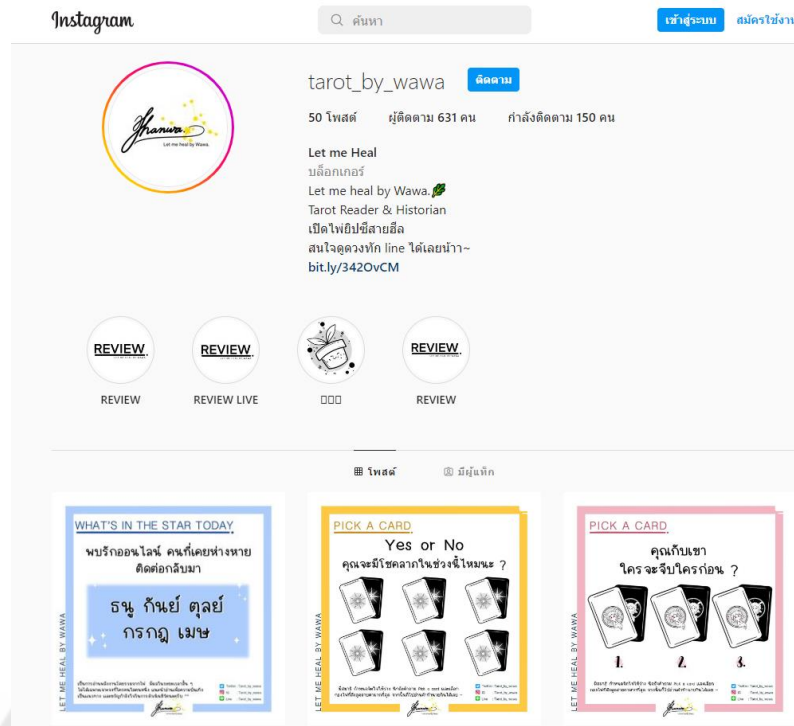 Instagram
ค้นหา
เข้าสู่ระบบ
สมัครใช้งาน
Jhanwa.
Let me heal by Wawa.
tarot_by_wawa
ติดตาม
50 โพสต์ ผู้ติดตาม 631 คน กำลังติดตาม 150 คน
Let me Heal
บล็อกเกอร์
Let me heal by Wawa.🌿
Tarot Reader & Historian
เปิดไพ่ยิปซีสายฮีล
สนใจดูดวงทัก line ได้เลยน้าา~
bit.ly/342OvCM
REVIEW.
REVIEW.
REVIEW.
REVIEW
REVIEW LIVE
REVIEW
โพสต์
มีผู้แท็ก
WHAT'S IN THE STAR TODAY
พบรักออนไลน์ คนที่เคยห่างหาย
ติดต่อกลับมา
ธนู กันย์ ตุลย์
กรกฎ เมษ
LET ME HEAL BY WAWA
PICK A CARD
Yes or No
คุณจะมีโชคลาภในช่วงนี้ไหมนะ ?
LET ME HEAL BY WAWA
PICK A CARD
คุณกับเขา
ใครจะจีบใครก่อน ?
1.
2.
3.
LET ME HEAL BY WAWA